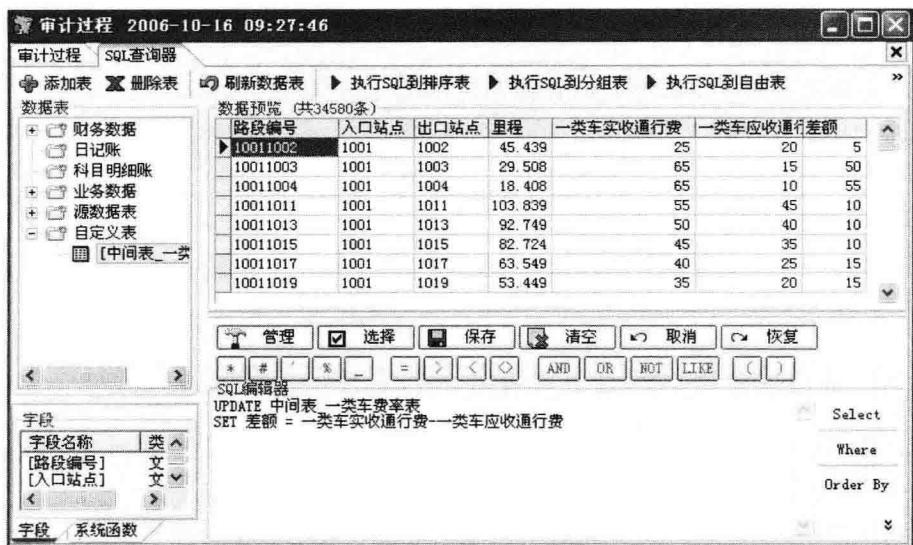 审计过程 2006-10-16 09:27:46
审计过程 SQL查询器
添加表 删除表 刷新数据表 执行SQL到排序表 执行SQL到分组表 执行SQL到自由表
数据表
财务数据
日记账
科目明细账
业务数据
源数据表
自定义表
[中间表_一类
数据预览 (共34580条)
路段编号 入口站点 出口站点 里程 一类车实收通行费 一类车应收通行 差额
10011002 1001 1002 45.439 25 20 5
10011003 1001 1003 29.508 65 15 50
10011004 1001 1004 18.408 65 10 55
10011011 1001 1011 103.839 55 45 10
10011013 1001 1013 92.749 50 40 10
10011015 1001 1015 82.724 45 35 10
10011017 1001 1017 63.549 40 25 15
10011019 1001 1019 53.449 35 20 15
管理 选择 保存 清空 取消 恢复
* # ' % _ = > < <> AND OR NOT LIKE ( )
SQL编辑器
UPDATE 中间表_一类车费率表
SET 差额 = 一类车实收通行费-一类车应收通行费
Select
Where
Order By
字段
字段名称 类
[路段编号] 文
[入口站点] 文
字段 系统函数